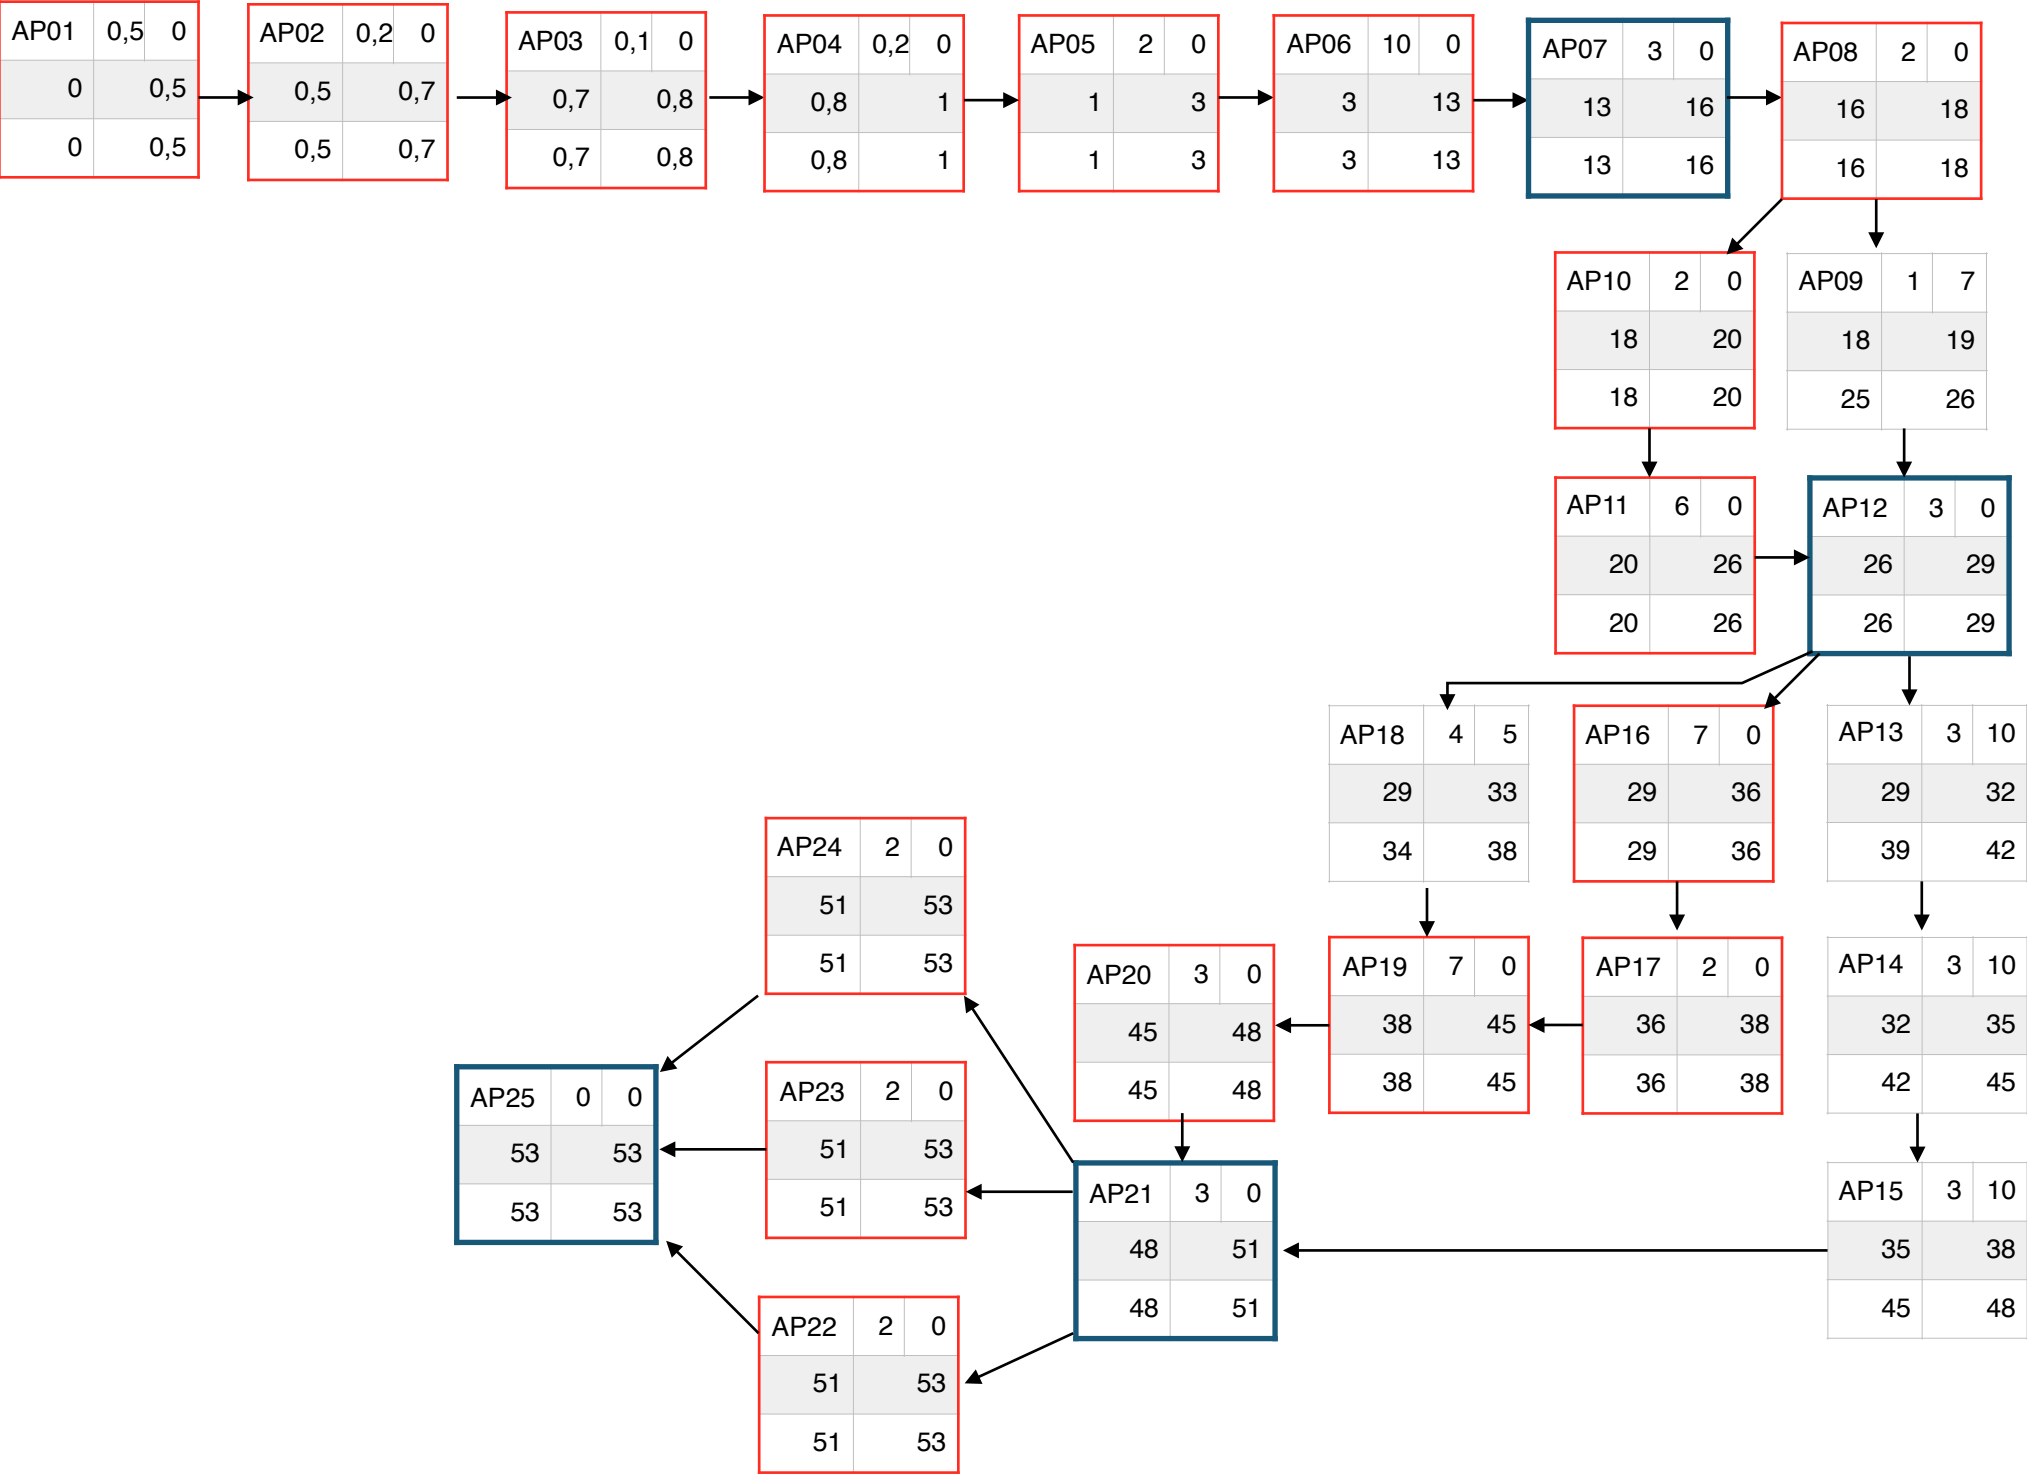 AP01 0,5 0
0 0,5
0 0,5
AP02 0,2 0
0,5 0,7
0,5 0,7
AP03 0,1 0
0,7 0,8
0,7 0,8
AP04 0,2 0
0,8 1
0,8 1
AP05 2 0
1 3
1 3
AP06 10 0
3 13
3 13
AP07 3 0
13 16
13 16
AP08 2 0
16 18
16 18
AP10 2 0
18 20
18 20
AP09 1 7
18 19
25 26
AP11 6 0
20 26
20 26
AP12 3 0
26 29
26 29
AP18 4 5
29 33
34 38
AP16 7 0
29 36
29 36
AP13 3 10
29 32
39 42
AP24 2 0
51 53
51 53
AP20 3 0
45 48
45 48
AP19 7 0
38 45
38 45
AP17 2 0
36 38
36 38
AP14 3 10
32 35
42 45
AP25 0 0
53 53
53 53
AP23 2 0
51 53
51 53
AP21 3 0
48 51
48 51
AP15 3 10
35 38
45 48
AP22 2 0
51 53
51 53